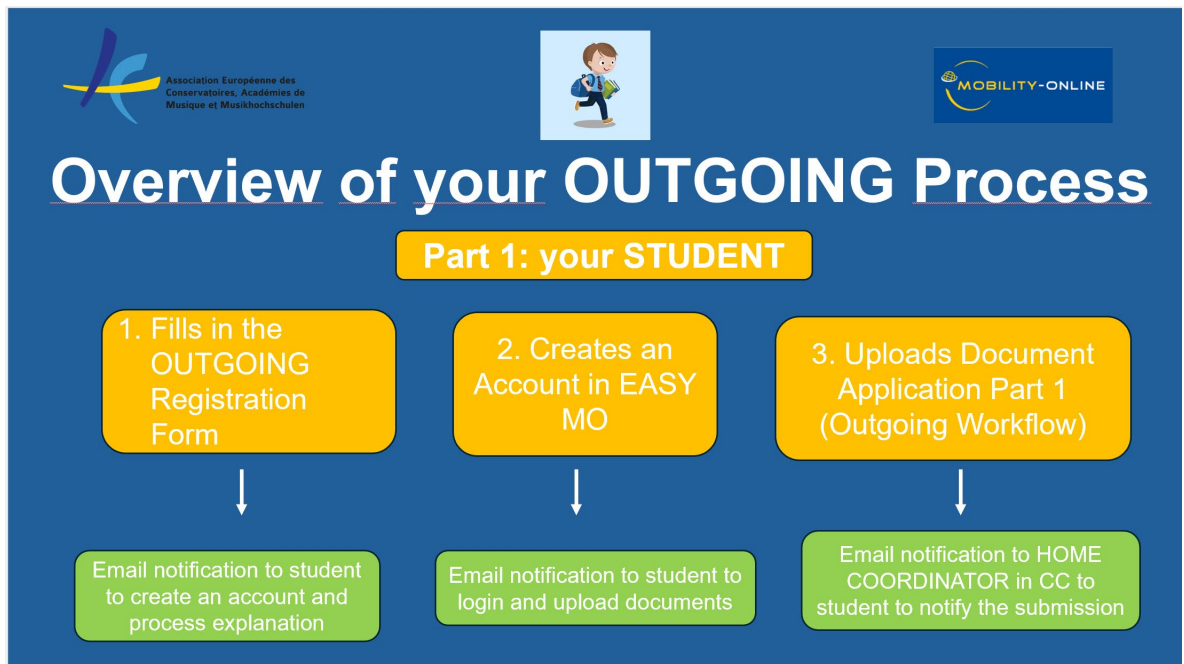 Association Européenne des
Conservatoires, Académies de
Musique et Musikhochschulen
MOBILITY-ONLINE
Overview of your OUTGOING Process
Part 1: your STUDENT
1. Fills in the
OUTGOING
Registration
Form
2. Creates an
Account in EASY
MO
3. Uploads Document
Application Part 1
(Outgoing Workflow)
Email notification to student
to create an account and
process explanation
Email notification to student to
login and upload documents
Email notification to HOME
COORDINATOR in CC to
student to notify the submission